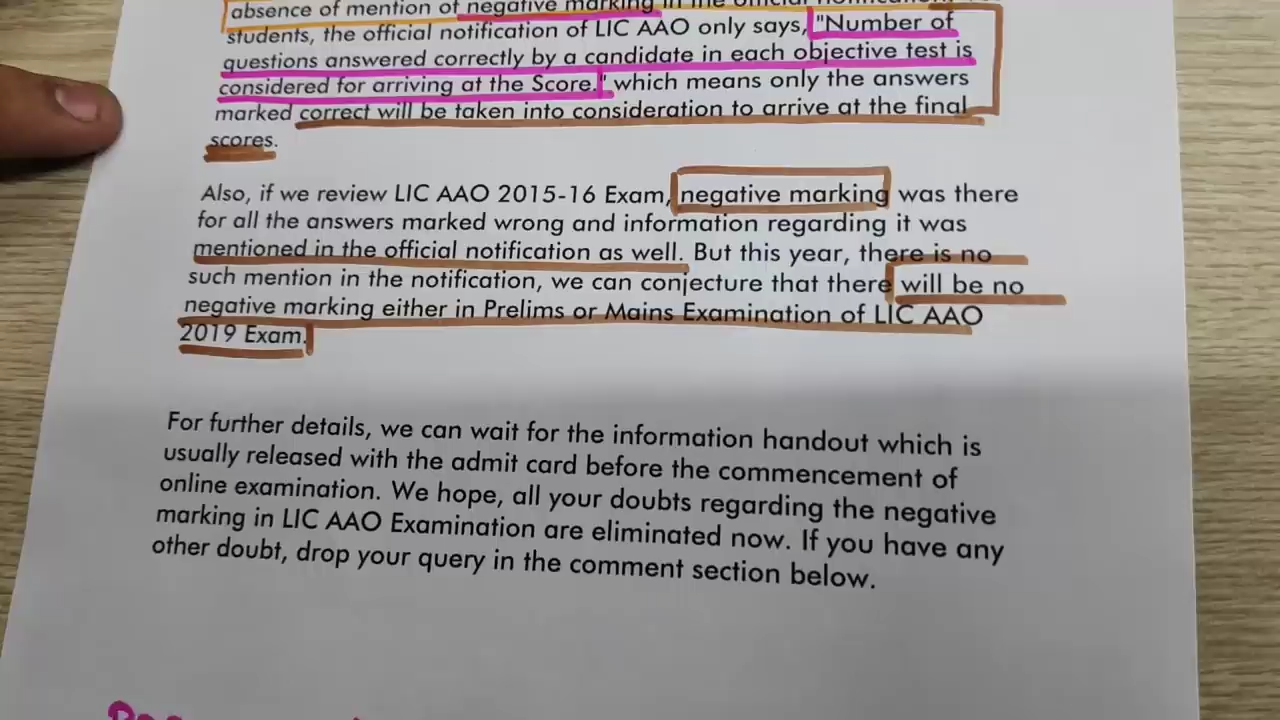 absence of mention of negative marking in the official notification.
students, the official notification of LIC AAO only says, "Number of
questions answered correctly by a candidate in each objective test is
considered for arriving at the Score." which means only the answers
marked correct will be taken into consideration to arrive at the final
scores.
Also, if we review LIC AAO 2015-16 Exam, negative marking was there
for all the answers marked wrong and information regarding it was
mentioned in the official notification as well. But this year, there is no
such mention in the notification, we can conjecture that there will be no
negative marking either in Prelims or Mains Examination of LIC AAO
2019 Exam.
For further details, we can wait for the information handout which is
usually released with the admit card before the commencement of
online examination. We hope, all your doubts regarding the negative
marking in LIC AAO Examination are eliminated now. If you have any
other doubt, drop your query in the comment section below.